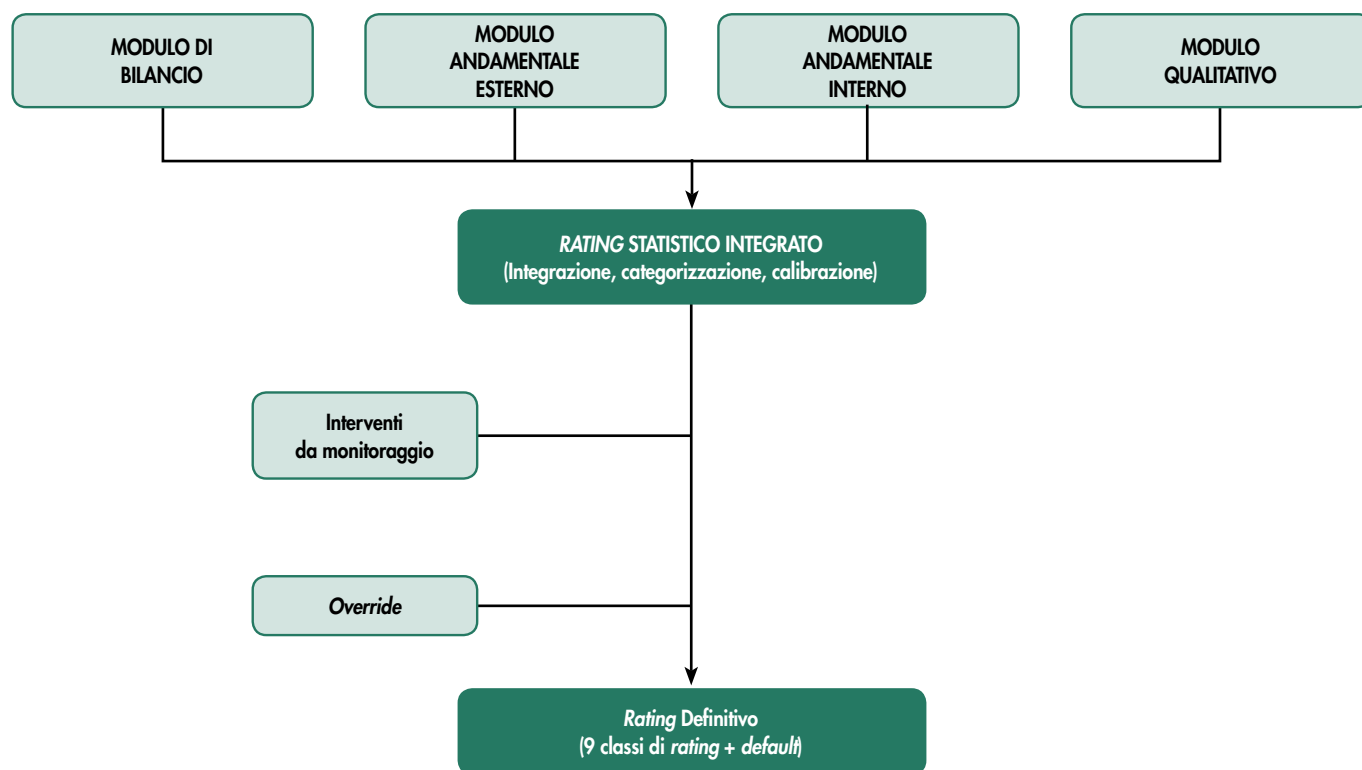 MODULO DI
BILANCIO
MODULO
ANDAMENTALE
ESTERNO
MODULO
ANDAMENTALE
INTERNO
MODULO
QUALITATIVO
RATING STATISTICO INTEGRATO
(Integrazione, categorizzazione, calibrazione)
Interventi
da monitoraggio
Override
Rating Definitivo
(9 classi di rating + default)